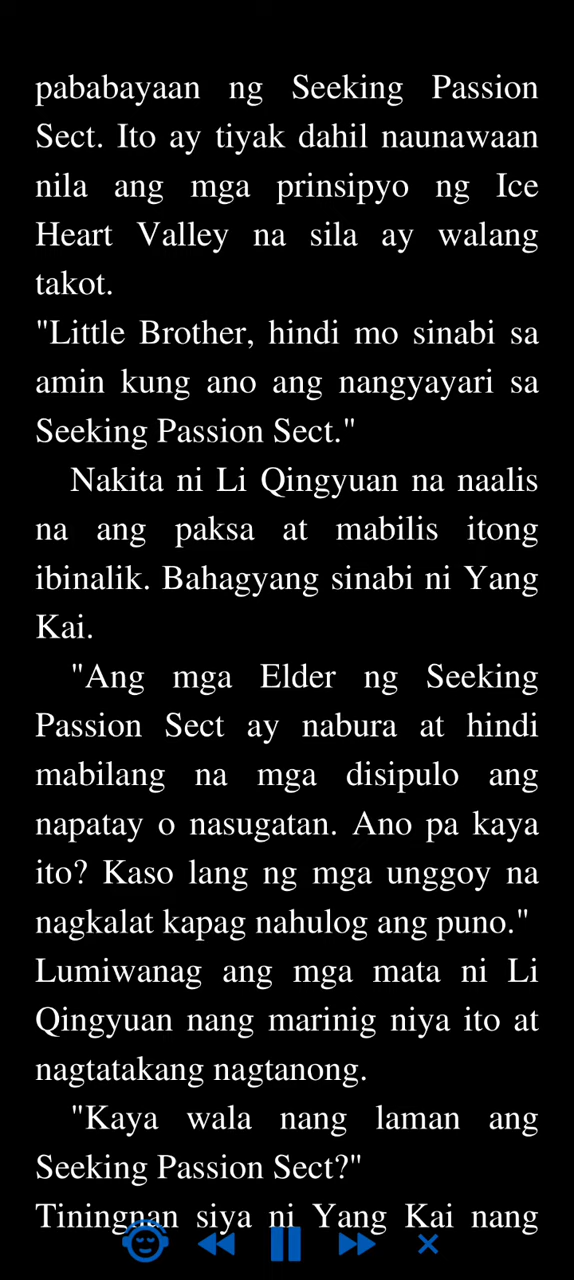 pababayaan ng Seeking Passion
Sect. Ito ay tiyak dahil naunawaan
nila ang mga prinsipyo ng Ice
Heart Valley na sila ay walang
takot.
"Little Brother, hindi mo sinabi sa
amin kung ano ang nangyayari sa
Seeking Passion Sect."
Nakita ni Li Qingyuan na naalis
na ang paksa at mabilis itong
ibinalik. Bahagyang sinabi ni Yang
Kai.
"Ang mga Elder ng Seeking
Passion Sect ay nabura at hindi
mabilang na mga disipulo ang
napatay o nasugatan. Ano pa kaya
ito? Kaso lang ng mga unggoy na
nagkalat kapag nahulog ang puno."
Lumiwanag ang mga mata ni Li
Qingyuan nang marinig niya ito at
nagtatakang nagtanong.
"Kaya wala nang laman ang
Seeking Passion Sect?"
Tiningnan siya ni Yang Kai nang